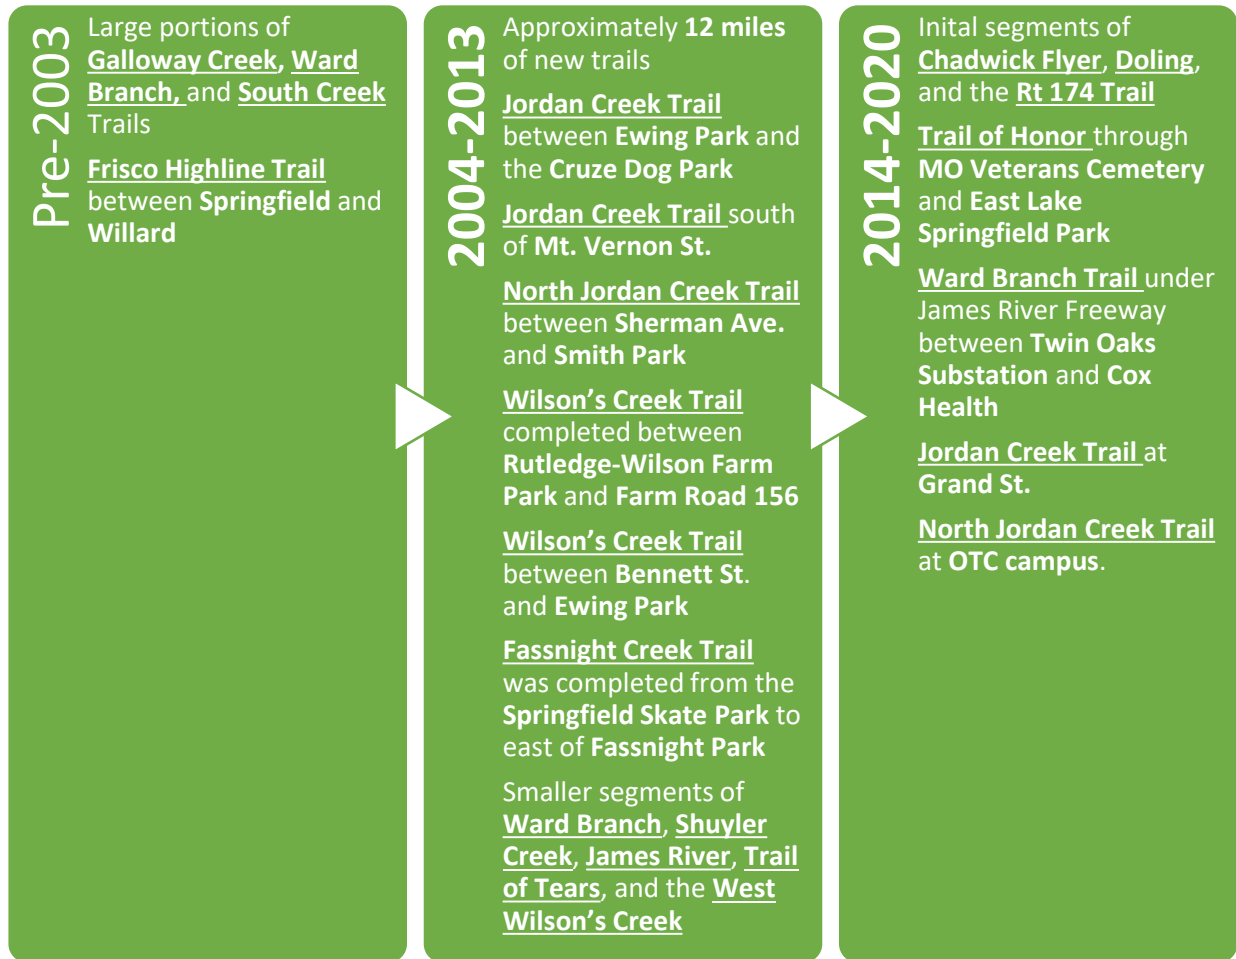 Pre-2003
Large portions of
Galloway Creek, Ward
Branch, and South Creek
Trails
Frisco Highline Trail
between Springfield and
Willard
2004-2013
Approximately 12 miles
of new trails
Jordan Creek Trail
between Ewing Park and
the Cruze Dog Park
Jordan Creek Trail south
of Mt. Vernon St.
North Jordan Creek Trail
between Sherman Ave.
and Smith Park
Wilson’s Creek Trail
completed between
Rutledge-Wilson Farm
Park and Farm Road 156
Wilson’s Creek Trail
between Bennett St.
and Ewing Park
Fassnight Creek Trail
was completed from the
Springfield Skate Park to
east of Fassnight Park
Smaller segments of
Ward Branch, Shuyler
Creek, James River, Trail
of Tears, and the West
Wilson’s Creek
2014-2020
Inital segments of
Chadwick Flyer, Doling,
and the Rt 174 Trail
Trail of Honor through
MO Veterans Cemetery
and East Lake
Springfield Park
Ward Branch Trail under
James River Freeway
between Twin Oaks
Substation and Cox
Health
Jordan Creek Trail at
Grand St.
North Jordan Creek Trail
at OTC campus.